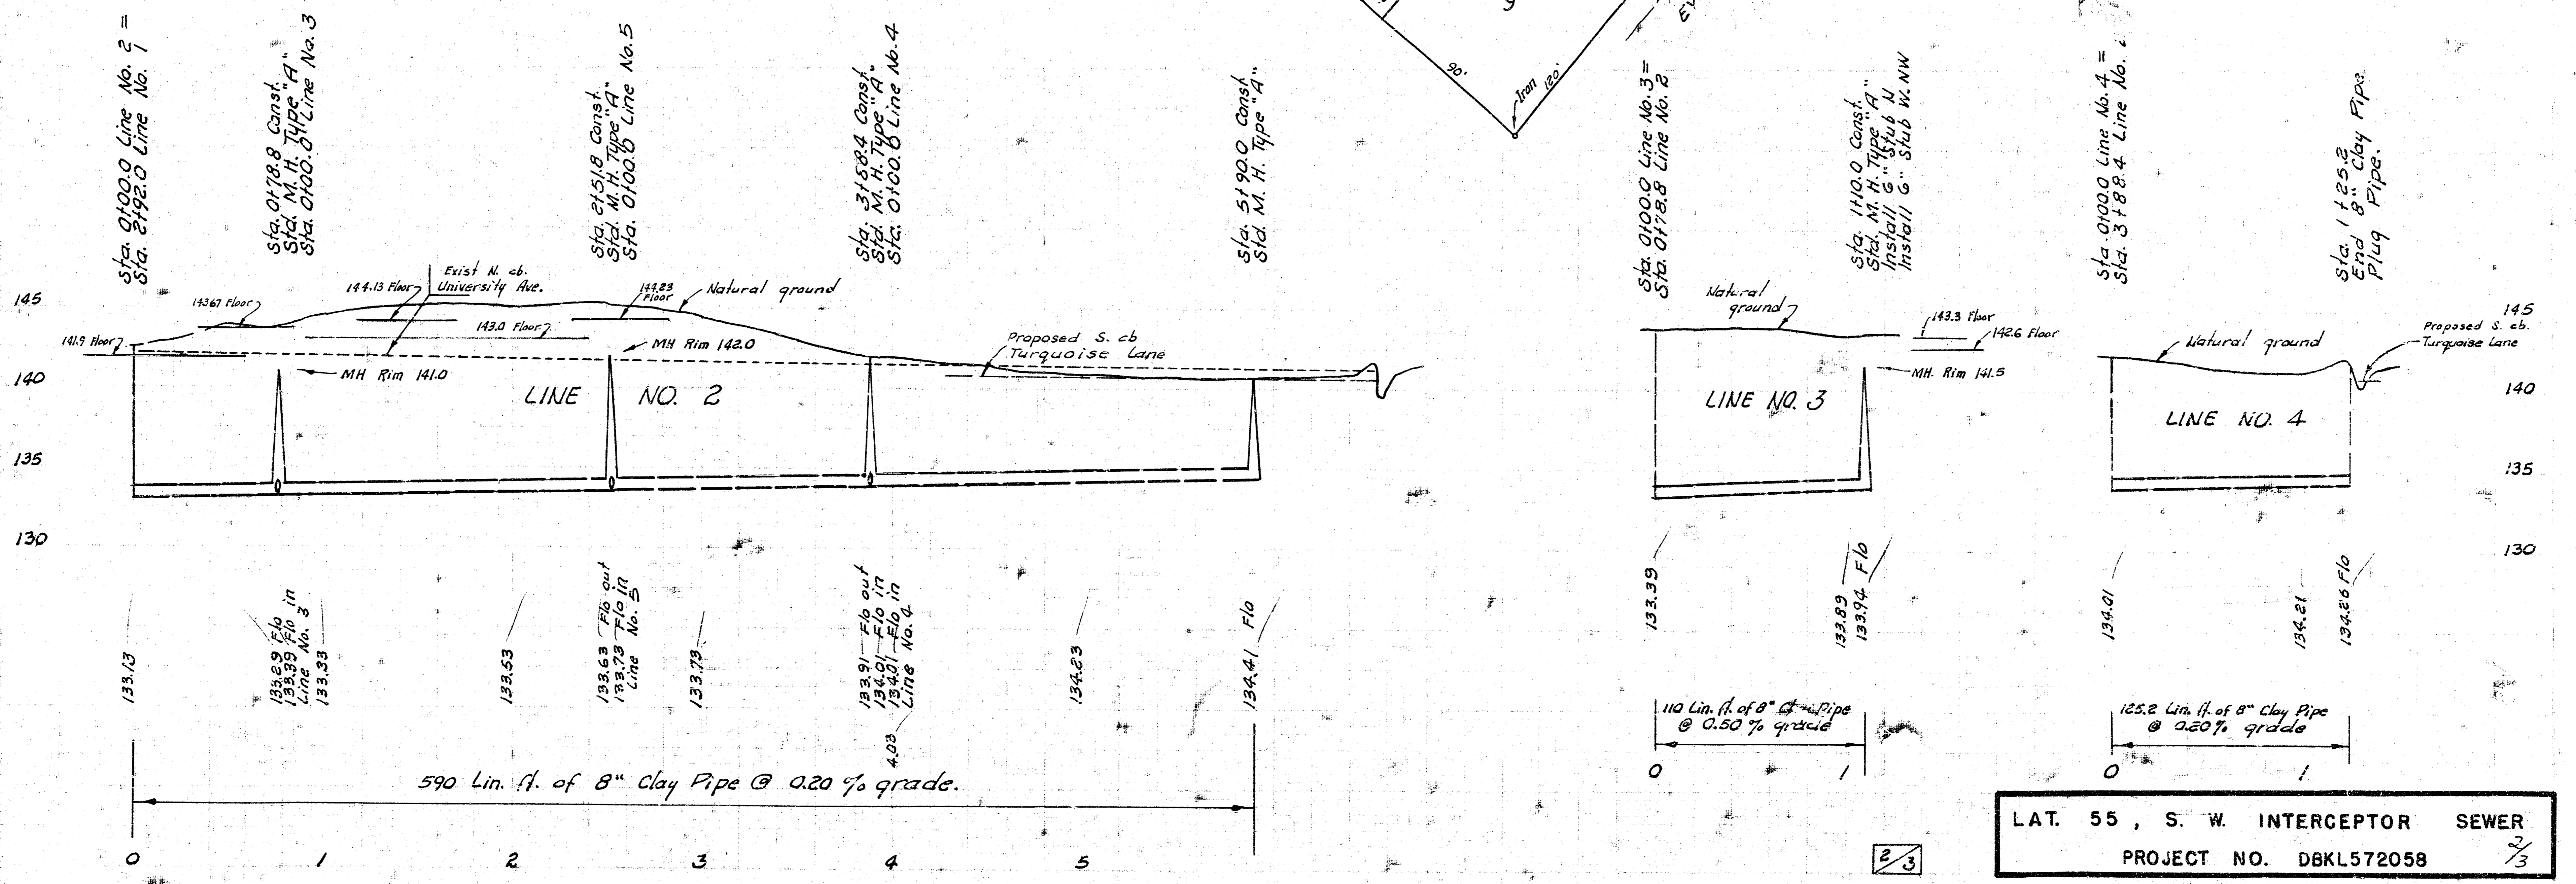 Sta. 0+00.0 Line No. 2 =
Sta. 2+92.0 Line No. 1
Sta. 0+78.8 Const.
Std. M. H. Type "A"
Sta. 0+00.0 Line No. 3
Sta. 2+51.8 Const.
Std. M.H. Type "A"
Sta. 0+00.0 Line No. 5
Sta. 3+88.4 Const.
Std. M. H. Type "A"
Sta. 0+00.0 Line No. 4
Sta. 5+90.0 Const.
Std. M. H. Type "A"
90'
Iron
120'
Sta. 0+00.0 Line No. 3 =
Sta. 0+78.8 Line No. 2
Sta. 1+10.0 Const.
Std. M. H. Type "A"
Install 6" Stub N
Install 6" Stub W. NW
Sta. 0+00.0 Line No. 4 =
Sta. 3+88.4 Line No.
Sta. 1+25.2
End 8" Clay Pipe.
Plug Pipe.
145
140
135
130
141.9 Floor
143.67 Floor
144.13 Floor
Exist N. cb.
University Ave.
143.0 Floor
144.23
Floor
Natural ground
MH Rim 142.0
MH Rim 141.0
LINE NO. 2
Proposed S. cb
Turquoise Lane
Natural
ground
143.3 Floor
142.6 Floor
MH. Rim 141.5
LINE NO. 3
Natural ground
LINE NO. 4
145
Proposed S. cb.
Turquoise Lane
140
135
130
133.13
133.29 Flo
133.39 Flo in
Line No. 3
133.33
133.53
133.63 Flo out
133.73 Flo in
Line No. 5
133.73
133.91 Flo out
134.01 Flo in
134.01 Flo in
Line No. 4
4.03
134.23
134.41 Flo
133.39
133.89
133.94 Flo
134.01
134.21
134.26 Flo
590 Lin. ft. of 8" Clay Pipe @ 0.20 % grade.
0 1 2 3 4 5
110 Lin. ft. of 8" Pipe
@ 0.50 % grade
0 1
125.2 Lin. ft. of 8" Clay Pipe
@ 0.20% grade
0 1
2/3
LAT. 55, S. W. INTERCEPTOR SEWER
PROJECT NO. DBKL572058
2/3